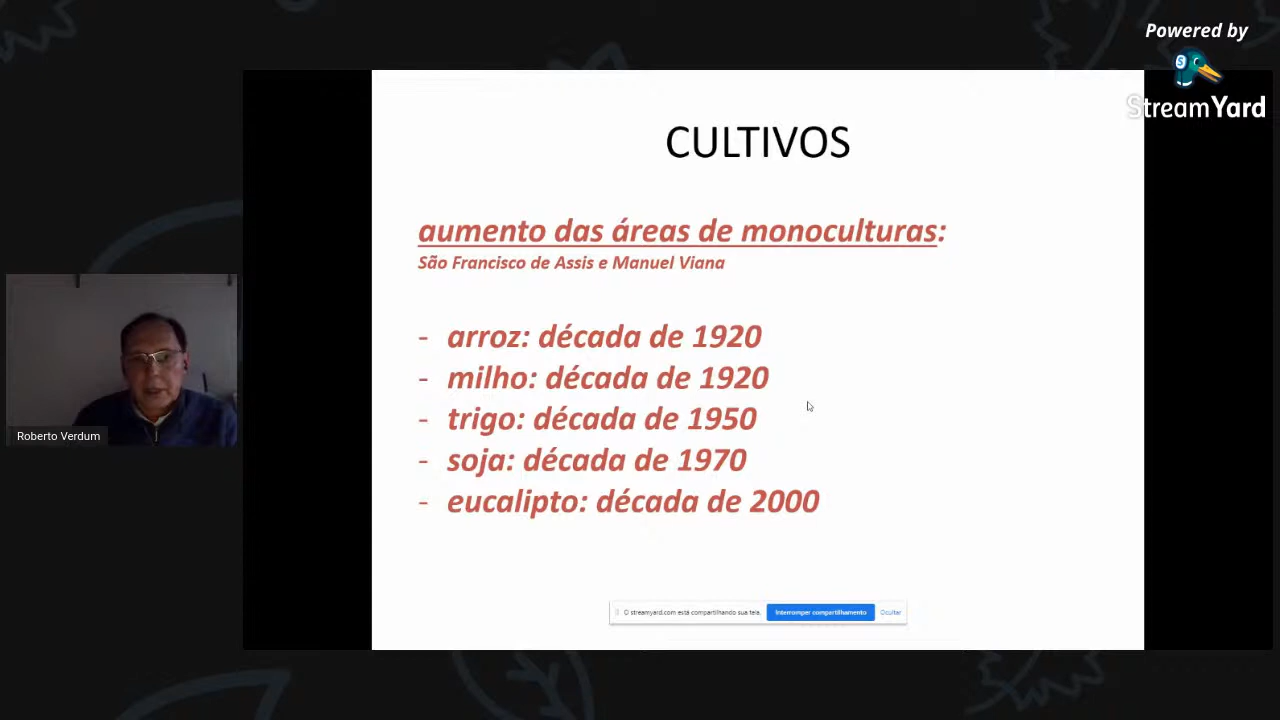 Powered by
StreamYard
CULTIVOS
aumento das áreas de monoculturas:
São Francisco de Assis e Manuel Viana
- arroz: década de 1920
- milho: década de 1920
- trigo: década de 1950
- soja: década de 1970
- eucalipto: década de 2000
Roberto Verdum
O streamyard.com está compartilhando sua tela. Interromper compartilhamento Ocultar